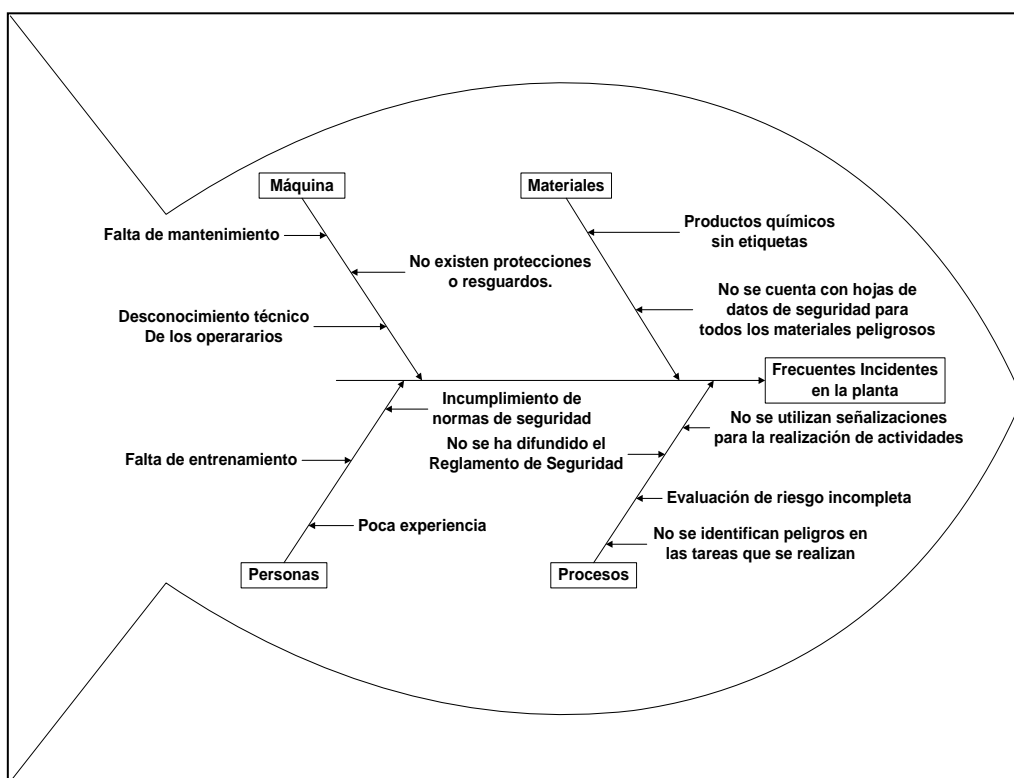 Máquina
Materiales
Falta de mantenimiento
Productos químicos
sin etiquetas
No existen protecciones
o resguardos.
No se cuenta con hojas de
datos de seguridad para
todos los materiales peligrosos
Desconocimiento técnico
De los operararios
Frecuentes Incidentes
en la planta
Incumplimiento de
normas de seguridad
No se utilizan señalizaciones
para la realización de actividades
No se ha difundido el
Reglamento de Seguridad
Falta de entrenamiento
Evaluación de riesgo incompleta
Poca experiencia
No se identifican peligros en
las tareas que se realizan
Personas
Procesos